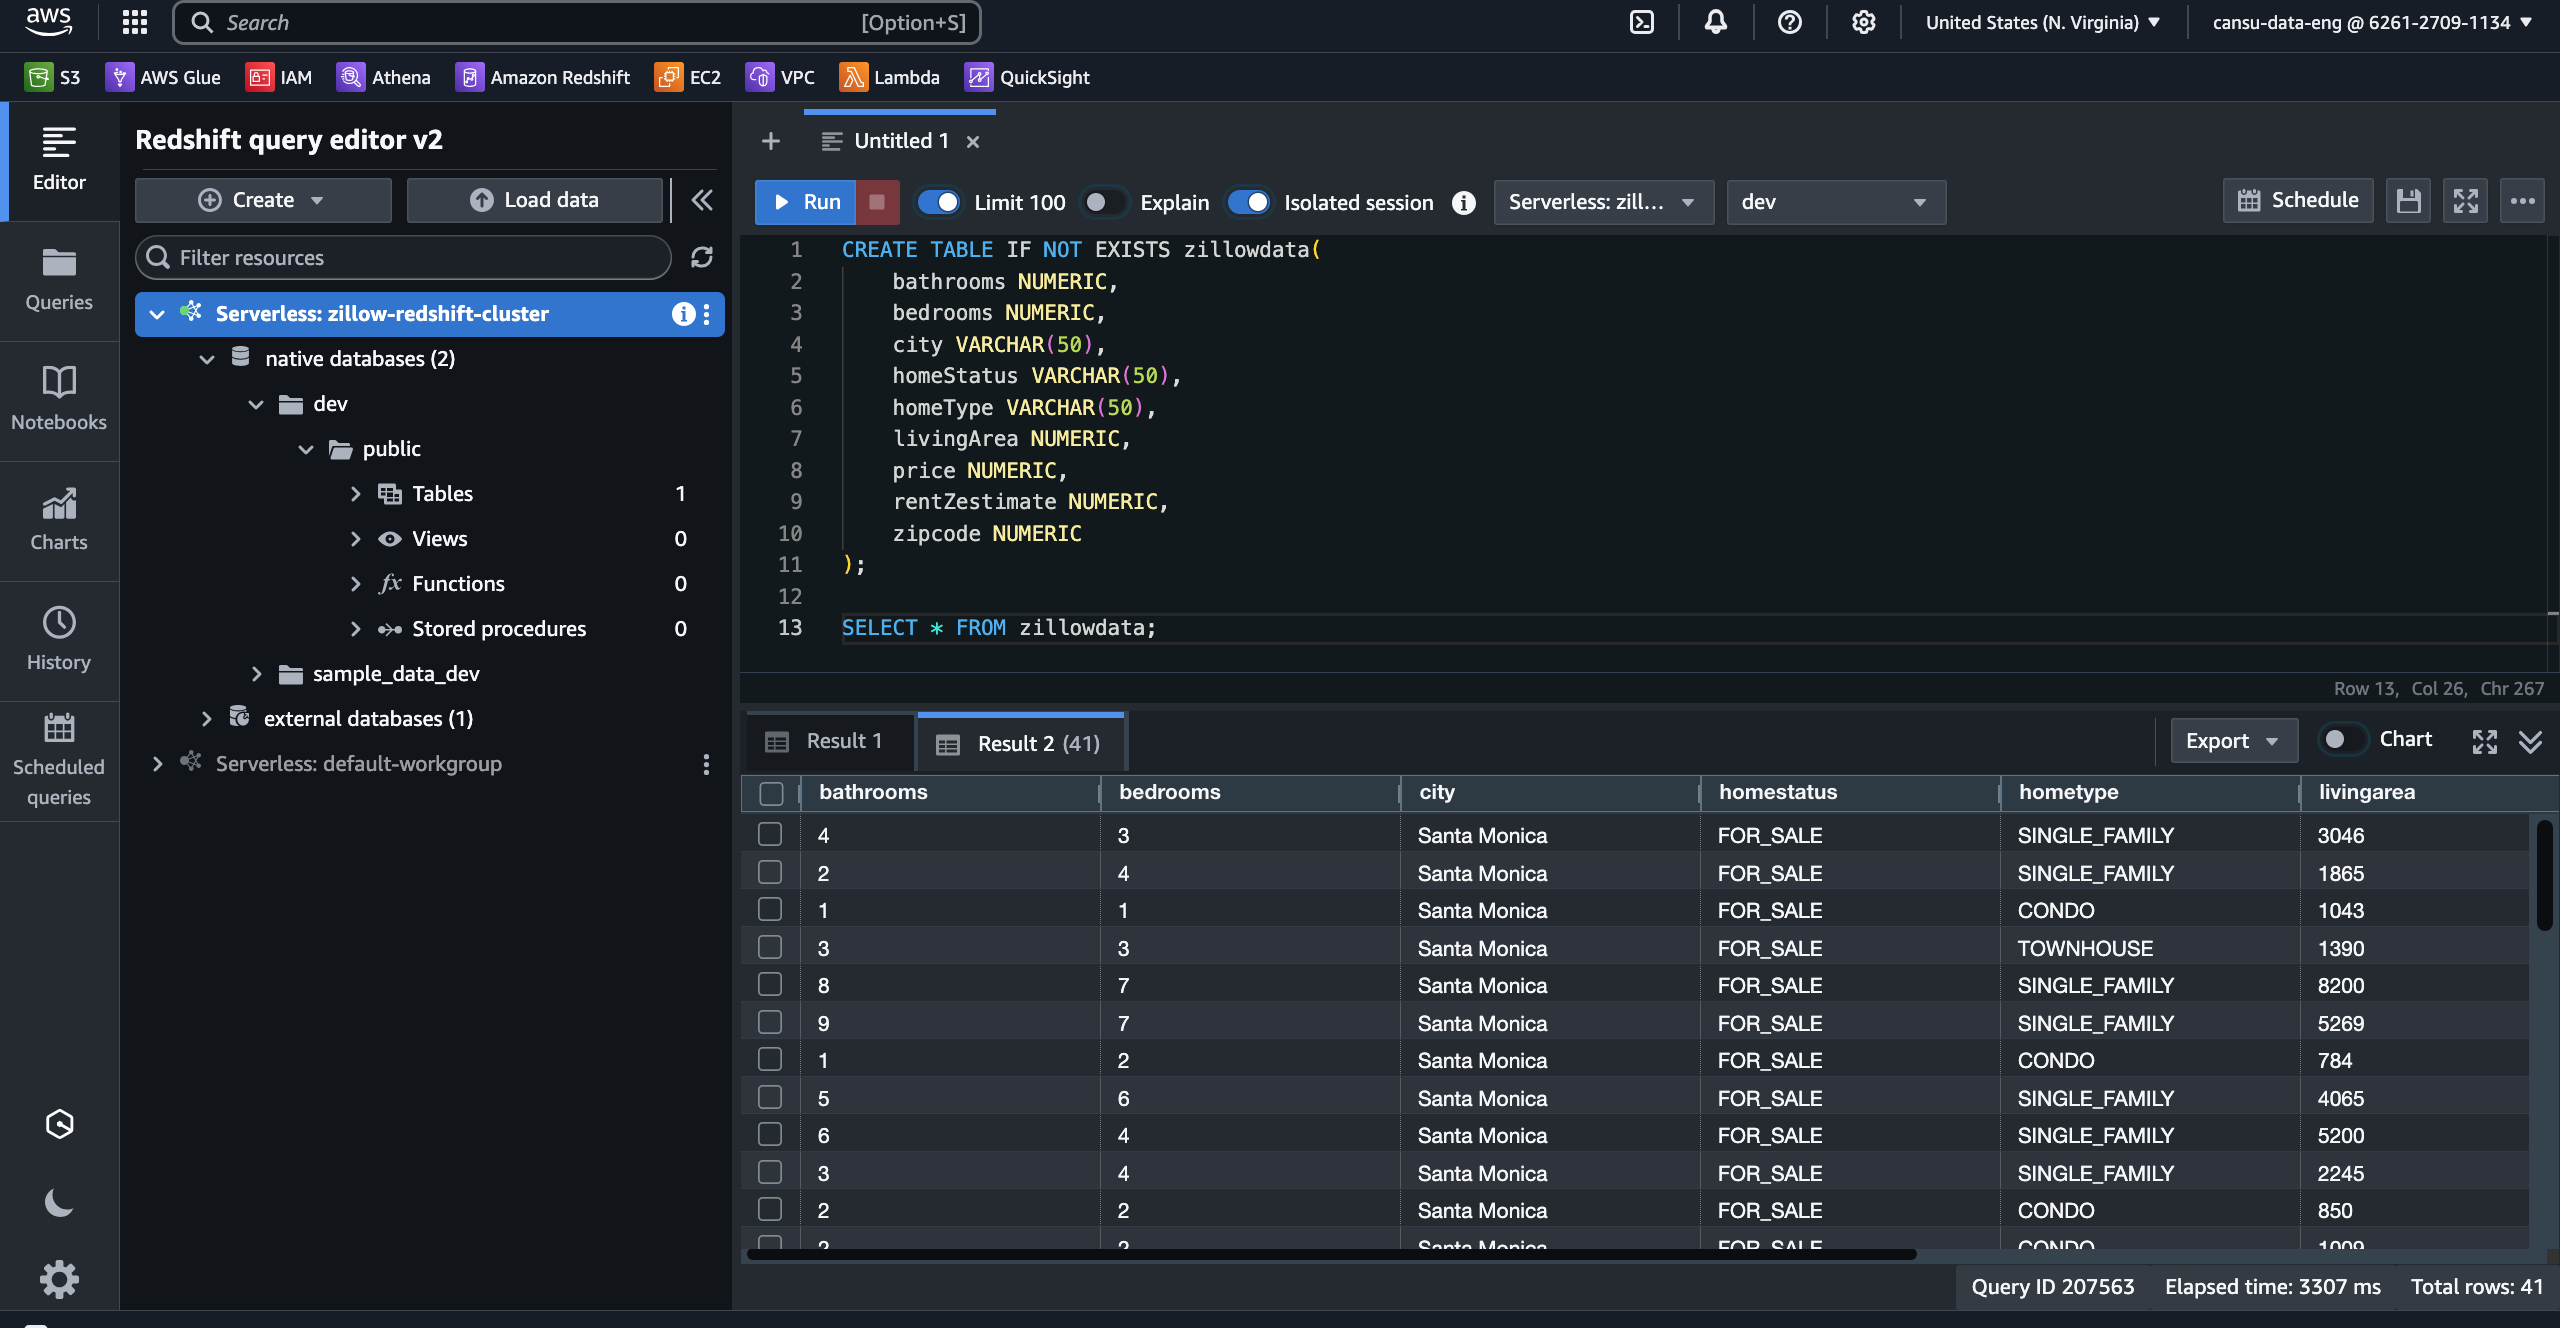 aws
Search [Option+S] United States (N. Virginia) cansu-data-eng @ 6261-2709-1134
S3 AWS Glue IAM Athena Amazon Redshift EC2 VPC Lambda QuickSight
Editor
Queries
Notebooks
Charts
History
Scheduled
queries
Redshift query editor v2
Create Load data
Filter resources
Serverless: zillow-redshift-cluster
native databases (2)
dev
public
Tables 1
Views 0
fx Functions 0
Stored procedures 0
sample_data_dev
external databases (1)
Serverless: default-workgroup
Untitled 1
Run Limit 100 Explain Isolated session Serverless: zill... dev Schedule
1 CREATE TABLE IF NOT EXISTS zillowdata(
2 bathrooms NUMERIC,
3 bedrooms NUMERIC,
4 city VARCHAR(50),
5 homeStatus VARCHAR(50),
6 homeType VARCHAR(50),
7 livingArea NUMERIC,
8 price NUMERIC,
9 rentZestimate NUMERIC,
10 zipcode NUMERIC
11 );
12
13 SELECT * FROM zillowdata;
Row 13, Col 26, Chr 267
Result 1 Result 2 (41) Export Chart
bathrooms bedrooms city homestatus hometype livingarea
4 3 Santa Monica FOR_SALE SINGLE_FAMILY 3046
2 4 Santa Monica FOR_SALE SINGLE_FAMILY 1865
1 1 Santa Monica FOR_SALE CONDO 1043
3 3 Santa Monica FOR_SALE TOWNHOUSE 1390
8 7 Santa Monica FOR_SALE SINGLE_FAMILY 8200
9 7 Santa Monica FOR_SALE SINGLE_FAMILY 5269
1 2 Santa Monica FOR_SALE CONDO 784
5 6 Santa Monica FOR_SALE SINGLE_FAMILY 4065
6 4 Santa Monica FOR_SALE SINGLE_FAMILY 5200
3 4 Santa Monica FOR_SALE SINGLE_FAMILY 2245
2 2 Santa Monica FOR_SALE CONDO 850
Santa Monica FOR_SALE CONDO 1009
Query ID 207563 Elapsed time: 3307 ms Total rows: 41